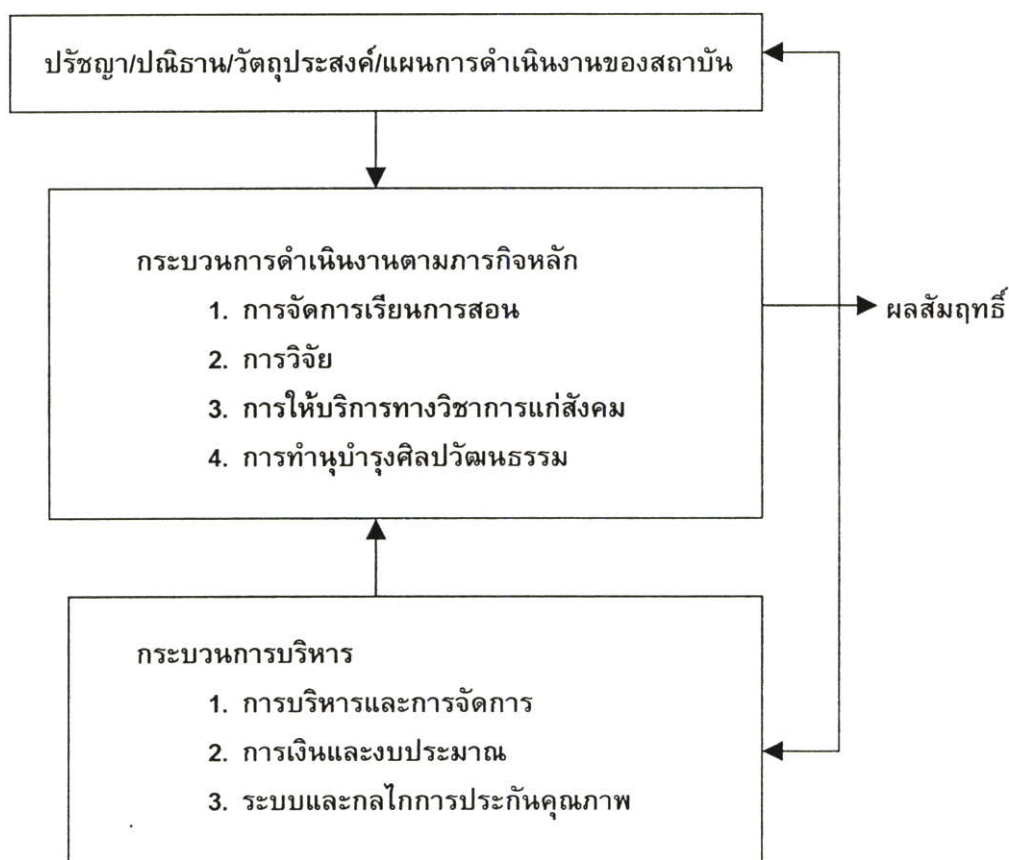 ปรัชญา/ปณิธาน/วัตถุประสงค์/แผนการดำเนินงานของสถาบัน
กระบวนการดำเนินงานตามภารกิจหลัก
1. การจัดการเรียนการสอน
2. การวิจัย
3. การให้บริการทางวิชาการแก่สังคม
4. การทำนุบำรุงศิลปวัฒนธรรม
ผลสัมฤทธิ์
กระบวนการบริหาร
1. การบริหารและการจัดการ
2. การเงินและงบประมาณ
3. ระบบและกลไกการประกันคุณภาพ